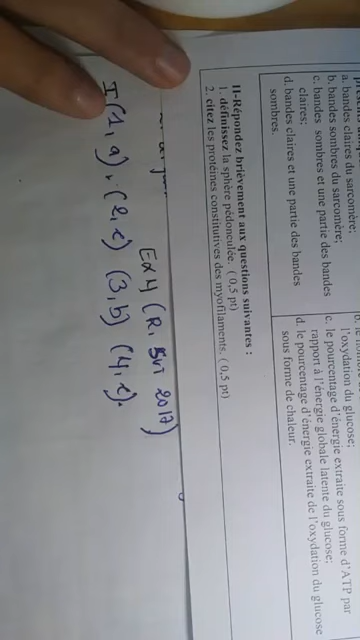 a. bandes claires du sarcomère;
b. bandes sombres du sarcomère;
c. bandes sombres et une partie des bandes
claires;
d. bandes claires et une partie des bandes
sombres.
l'oxydation du glucose;
c. le pourcentage d'énergie extraite sous forme d'ATP par
rapport à l'énergie globale latente du glucose;
d. le pourcentage d'énergie extraite de l'oxydation du glucose
sous forme de chaleur.
II-Répondez brièvement aux questions suivantes :
1. définissez la sphère pédonculée. ( 0,5 pt)
2. citez les protéines constitutives des myofilaments. ( 0,5 pt)
Ex 4 (R, SVT 2017)
I (1, a), (2, c) (3, b) (4, c).